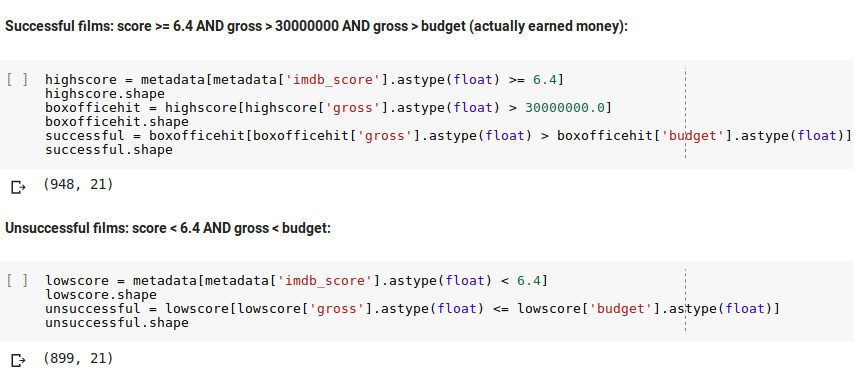 Successful films: score >= 6.4 AND gross > 30000000 AND gross > budget (actually earned money):
[ ] highscore = metadata[metadata['imdb_score'].astype(float) >= 6.4]
highscore.shape
boxofficehit = highscore[highscore['gross'].astype(float) > 30000000.0]
boxofficehit.shape
successful = boxofficehit[boxofficehit['gross'].astype(float) > boxofficehit['budget'].astype(float)]
successful.shape
(948, 21)
Unsuccessful films: score < 6.4 AND gross < budget:
[ ] lowscore = metadata[metadata['imdb_score'].astype(float) < 6.4]
lowscore.shape
unsuccessful = lowscore[lowscore['gross'].astype(float) <= lowscore['budget'].astype(float)]
unsuccessful.shape
(899, 21)